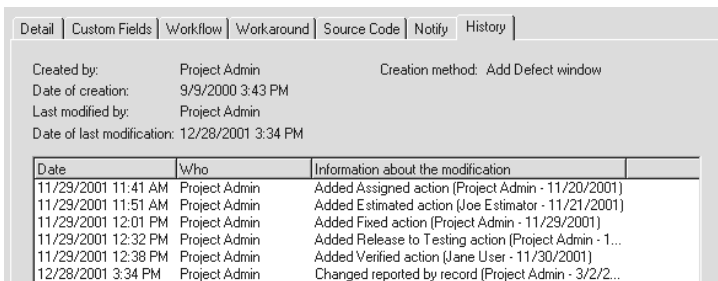 Detail Custom Fields Workflow Workaround Source Code Notify History
Created by: Project Admin Creation method: Add Defect window
Date of creation: 9/9/2000 3:43 PM
Last modified by: Project Admin
Date of last modification: 12/28/2001 3:34 PM
Date Who Information about the modification
11/29/2001 11:41 AM Project Admin Added Assigned action (Project Admin - 11/20/2001)
11/29/2001 11:51 AM Project Admin Added Estimated action (Joe Estimator - 11/21/2001)
11/29/2001 12:01 PM Project Admin Added Fixed action (Project Admin - 11/29/2001)
11/29/2001 12:32 PM Project Admin Added Release to Testing action (Project Admin - 1...
11/29/2001 12:38 PM Project Admin Added Verified action (Jane User - 11/30/2001)
12/28/2001 3:34 PM Project Admin Changed reported by record (Project Admin - 3/2/2...